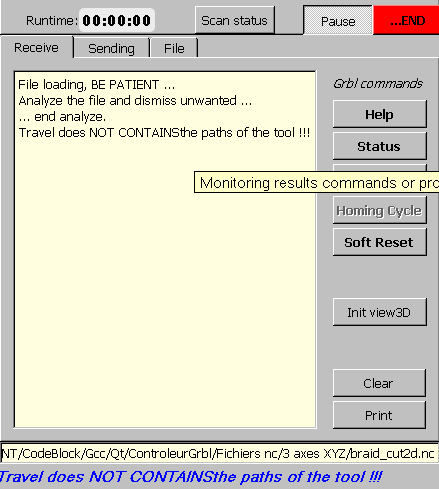 Runtime: 00:00:00 Scan status Pause ...END
Receive Sending File
File loading, BE PATIENT ...
Analyze the file and dismiss unwanted ...
... end analyze.
Travel does NOT CONTAINSthe paths of the tool !!!
Grbl commands
Help
Status
Monitoring results commands or pro
Homing Cycle
Soft Reset
Init view3D
Clear
Print
NT/CodeBlock/Gcc/Qt/ControleurGrbl/Fichiers nc/3 axes XYZ/braid_cut2d.nc
Travel does NOT CONTAINSthe paths of the tool !!!